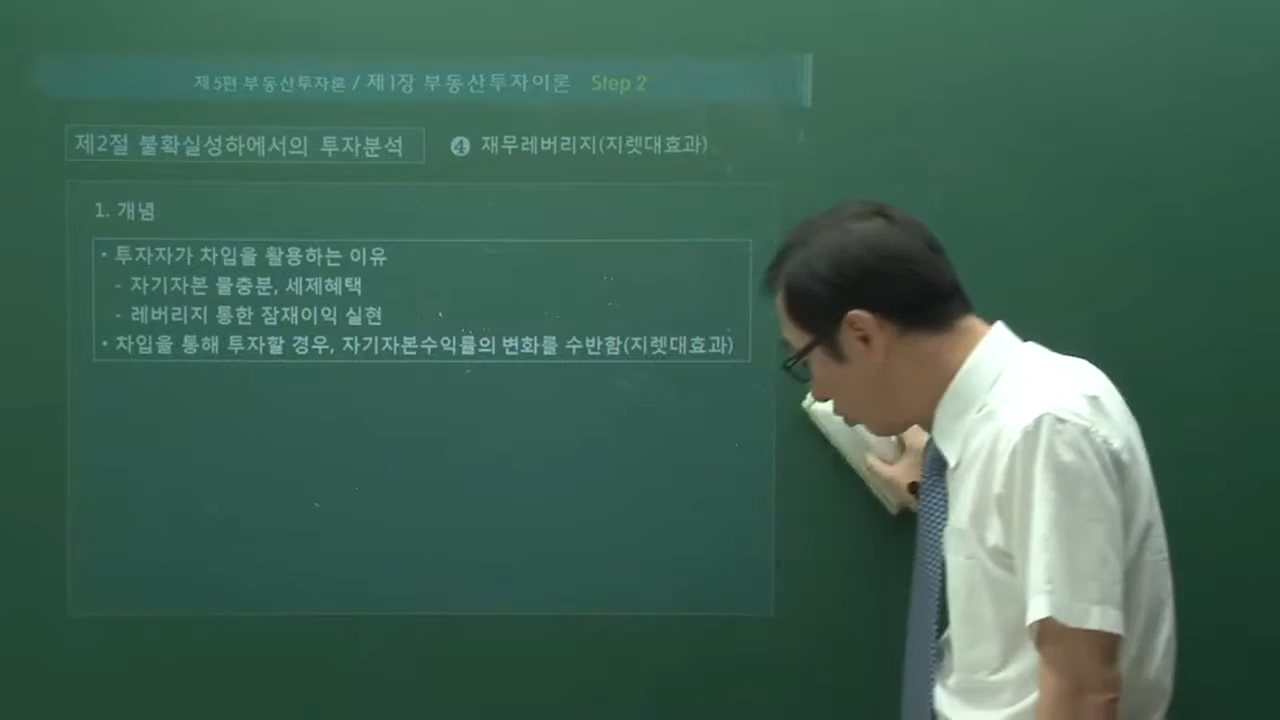 제5편 부동산투자론 / 제1장 부동산투자이론 Step 2
제2절 불확실성하에서의 투자분석 ❹ 재무레버리지(지렛대효과)
1. 개념
• 투자자가 차입을 활용하는 이유
- 자기자본 불충분, 세제혜택
- 레버리지 통한 잠재이익 실현
• 차입을 통해 투자할 경우, 자기자본수익률의 변화를 수반함(지렛대효과)